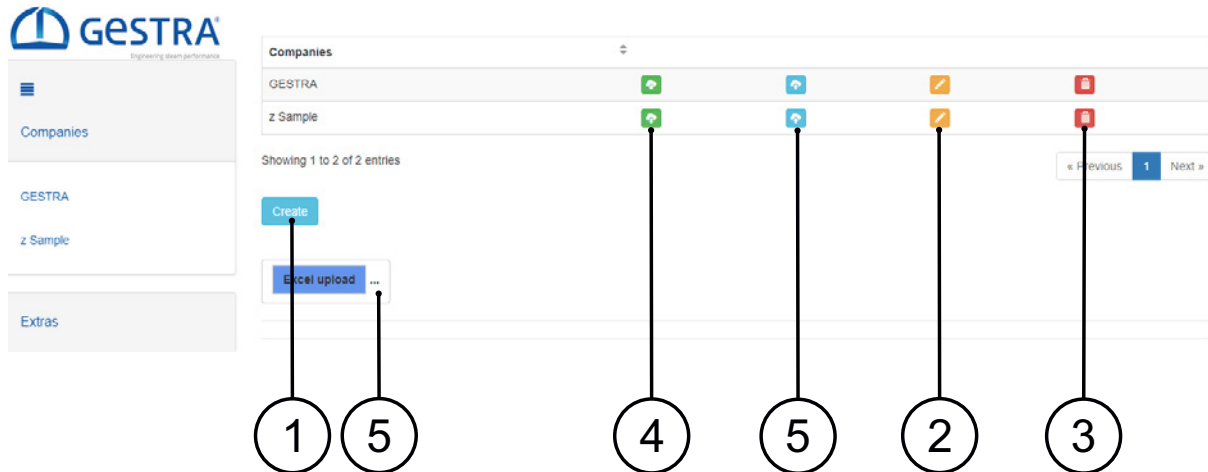 GESTRA
Engineering steam performance
Companies
GESTRA
z Sample
Extras
Companies
GESTRA
z Sample
Showing 1 to 2 of 2 entries
« Previous 1 Next »
Create
Excel upload ...
1 5 4 5 2 3